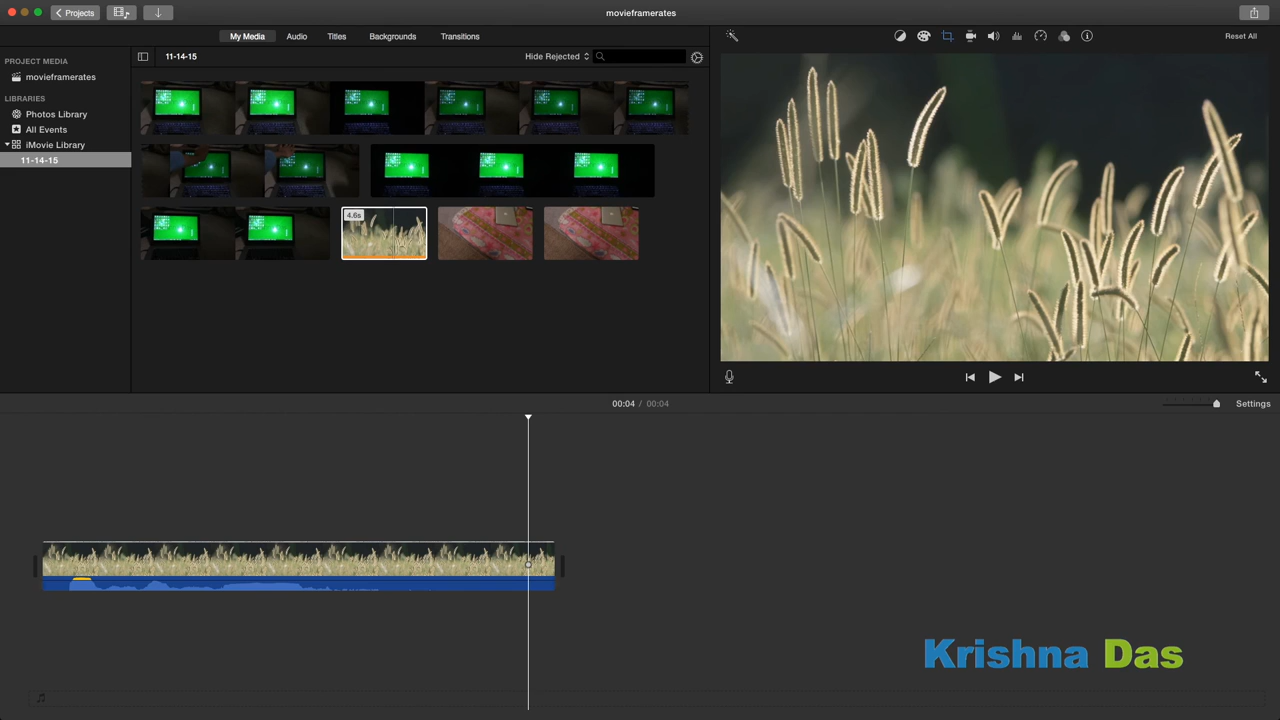 Projects
movieframerates
My Media
Audio
Titles
Backgrounds
Transitions
Reset All
PROJECT MEDIA
movieframerates
LIBRARIES
Photos Library
All Events
iMovie Library
11-14-15
11-14-15
Hide Rejected
4.6s
00:04 / 00:04
Settings
Krishna Das